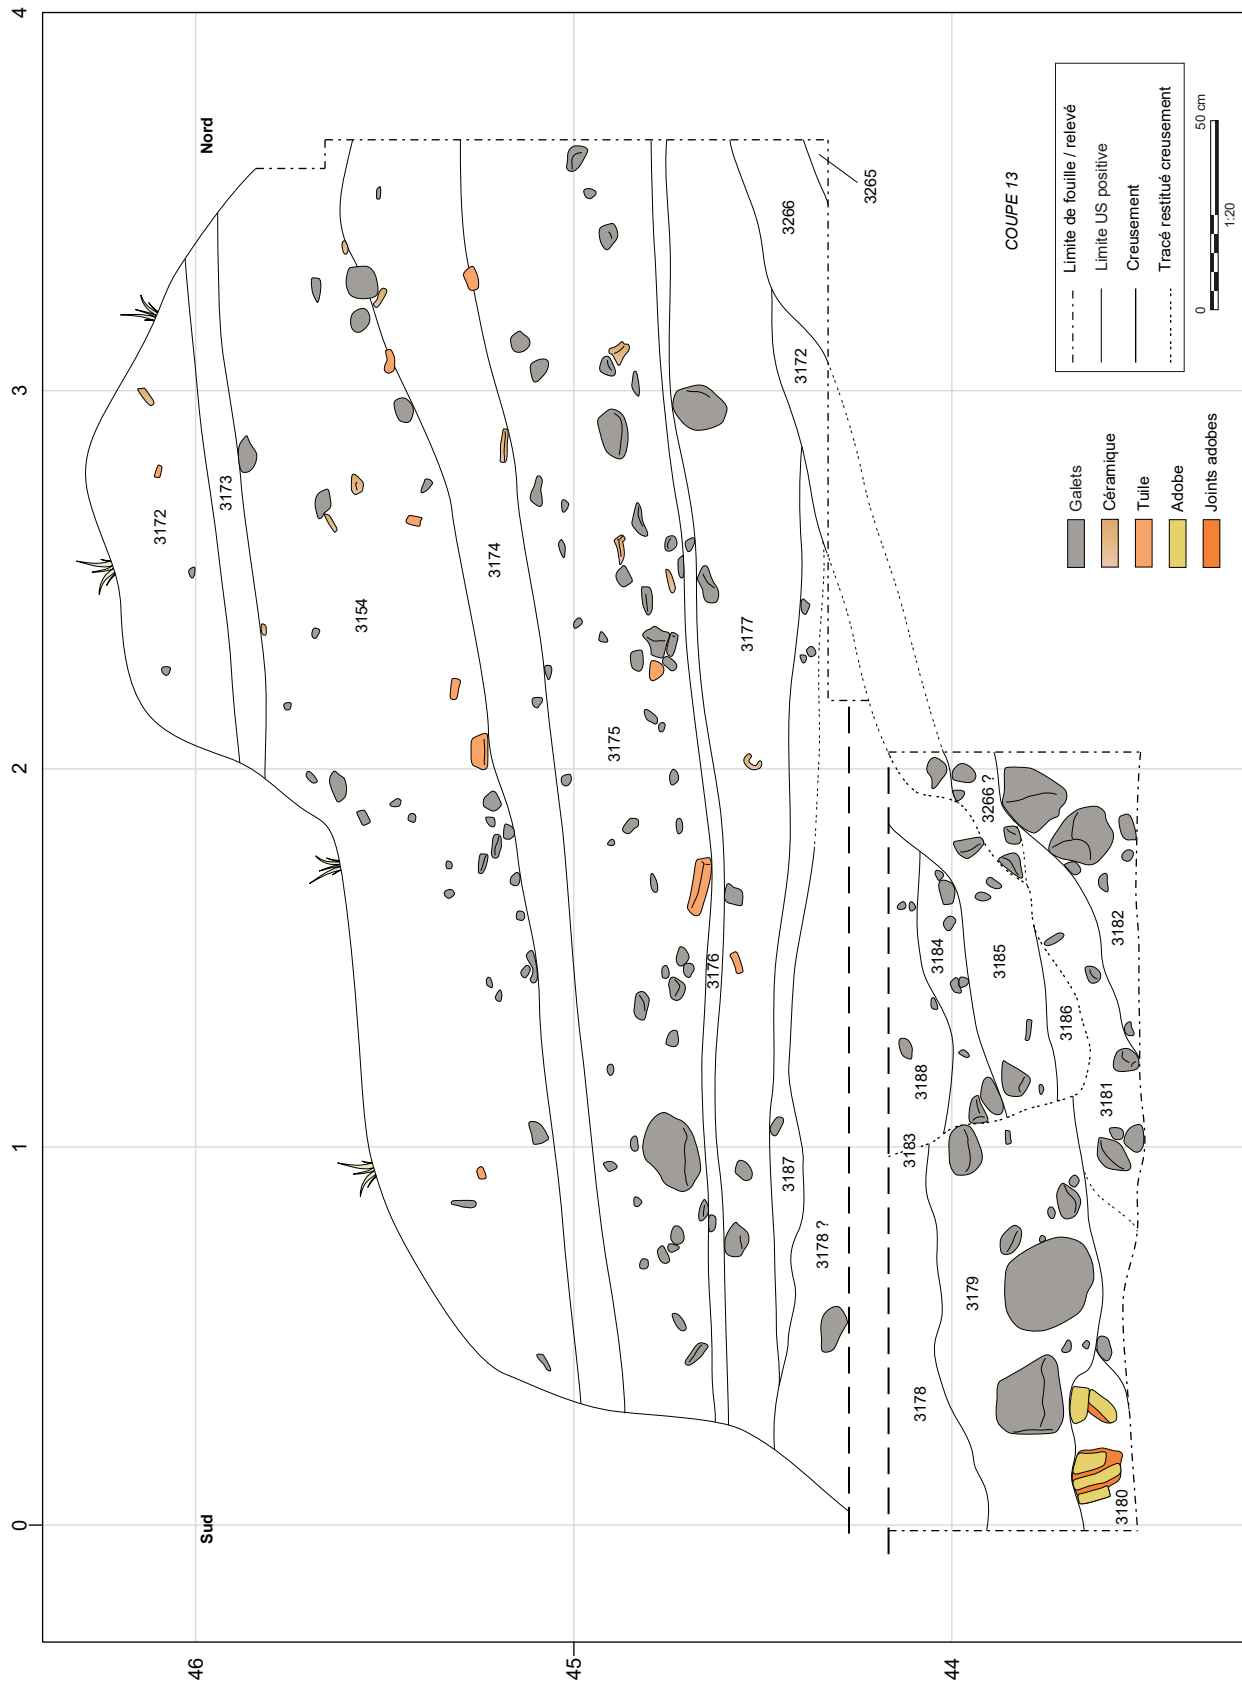 Sud
Nord
3172
3173
3154
3174
3175
3176
3177
3172
3266
3265
3187
3178 ?
3178
3183
3188
3184
3185
3186
3266 ?
3179
3181
3182
3180
46
45
44
0
1
2
3
4
COUPE 13
Limite de fouille / relevé
Limite US positive
Creusement
Tracé restitué creusement
0
50 cm
1:20
Galets
Céramique
Tuile
Adobe
Joints adobes